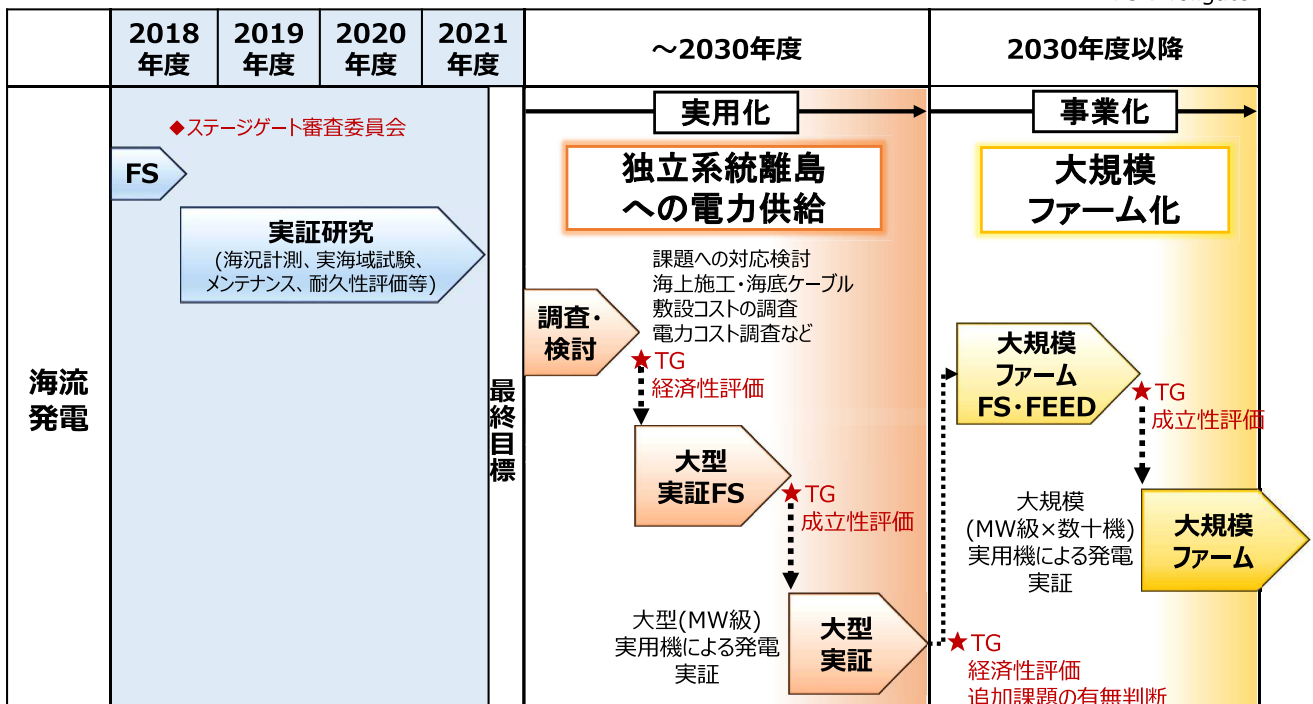 2018
年度
2019
年度
2020
年度
2021
年度
～2030年度
2030年度以降
海流
発電
◆ステージゲート審査委員会
FS
実証研究
(海況計測、実海域試験、
メンテナンス、耐久性評価等)
最終目標
実用化
独立系統離島
への電力供給
課題への対応検討
海上施工・海底ケーブル
敷設コストの調査
電力コスト調査など
調査・
検討
★TG
経済性評価
大型
実証FS
★TG
成立性評価
大型(MW級)
実用機による発電
実証
大型
実証
事業化
大規模
ファーム化
大規模
ファーム
FS・FEED
★TG
成立性評価
大規模
(MW級×数十機)
実用機による発電
実証
大規模
ファーム
★TG
経済性評価
追加課題の有無判断